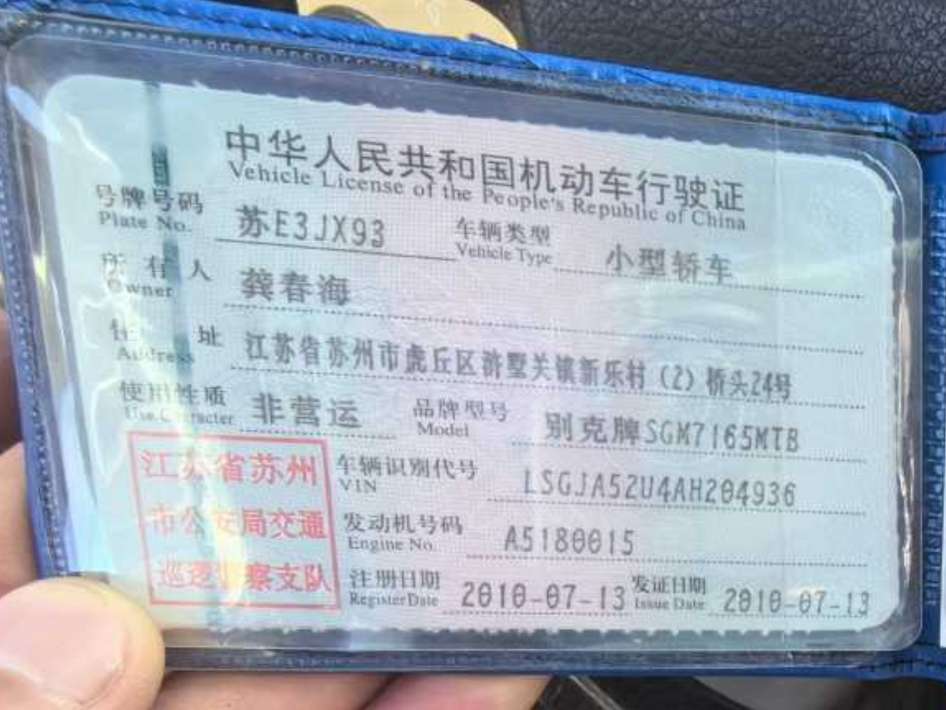 中华人民共和国机动车行驶证
Vehicle License of the People's Republic of China
号牌号码 苏E3JX93 车辆类型 小型轿车
Plate No. Vehicle Type
所有人 龚春海
Owner
住址 江苏省苏州市虎丘区浒墅关镇新乐村(2)桥头24号
Address
使用性质 非营运 品牌型号 别克牌SGM7165MTB
Use Character Model
江苏省苏州
市公安局交通
巡逻警察支队
车辆识别代号 LSGJA52U4AH204936
VIN
发动机号码 A5180015
Engine No.
注册日期 2010-07-13 发证日期 2010-07-13
Register Date Issue Date